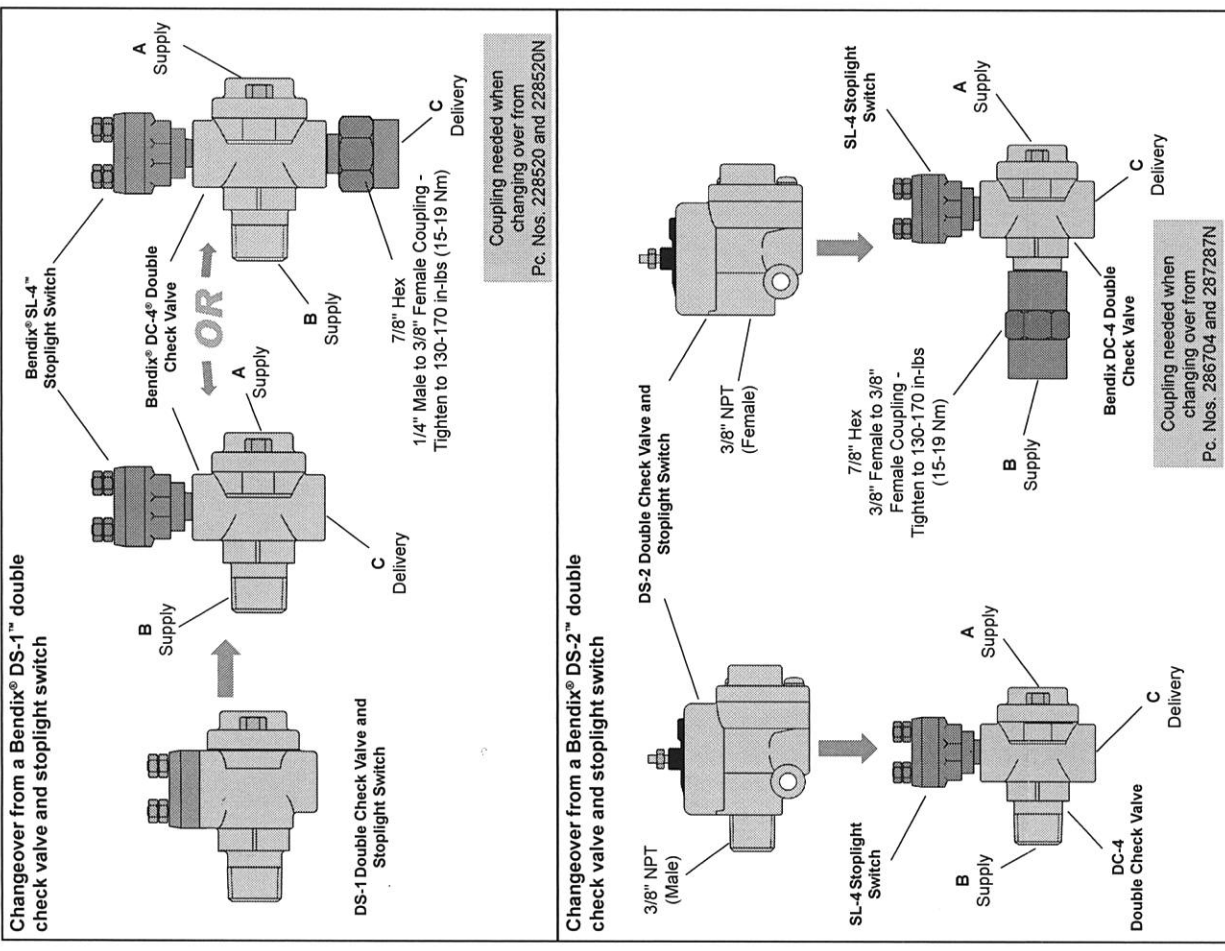 Changeover from a Bendix® DS-1™ double
check valve and stoplight switch
DS-1 Double Check Valve and
Stoplight Switch
Bendix® SL-4™
Stoplight Switch
Bendix® DC-4® Double
Check Valve
B
Supply
A
Supply
C
Delivery
OR
A
Supply
B
Supply
C
Delivery
7/8" Hex
1/4" Male to 3/8" Female Coupling -
Tighten to 130-170 in-lbs (15-19 Nm)
Coupling needed when
changing over from
Pc. Nos. 228520 and 228520N
Changeover from a Bendix® DS-2™ double
check valve and stoplight switch
3/8" NPT
(Male)
DS-2 Double Check Valve and
Stoplight Switch
3/8" NPT
(Female)
SL-4 Stoplight
Switch
A
Supply
B
Supply
C
Delivery
DC-4
Double Check Valve
7/8" Hex
3/8" Female to 3/8"
Female Coupling -
Tighten to 130-170 in-lbs
(15-19 Nm)
SL-4 Stoplight
Switch
A
Supply
B
Supply
C
Delivery
Bendix DC-4 Double
Check Valve
Coupling needed when
changing over from
Pc. Nos. 286704 and 287287N